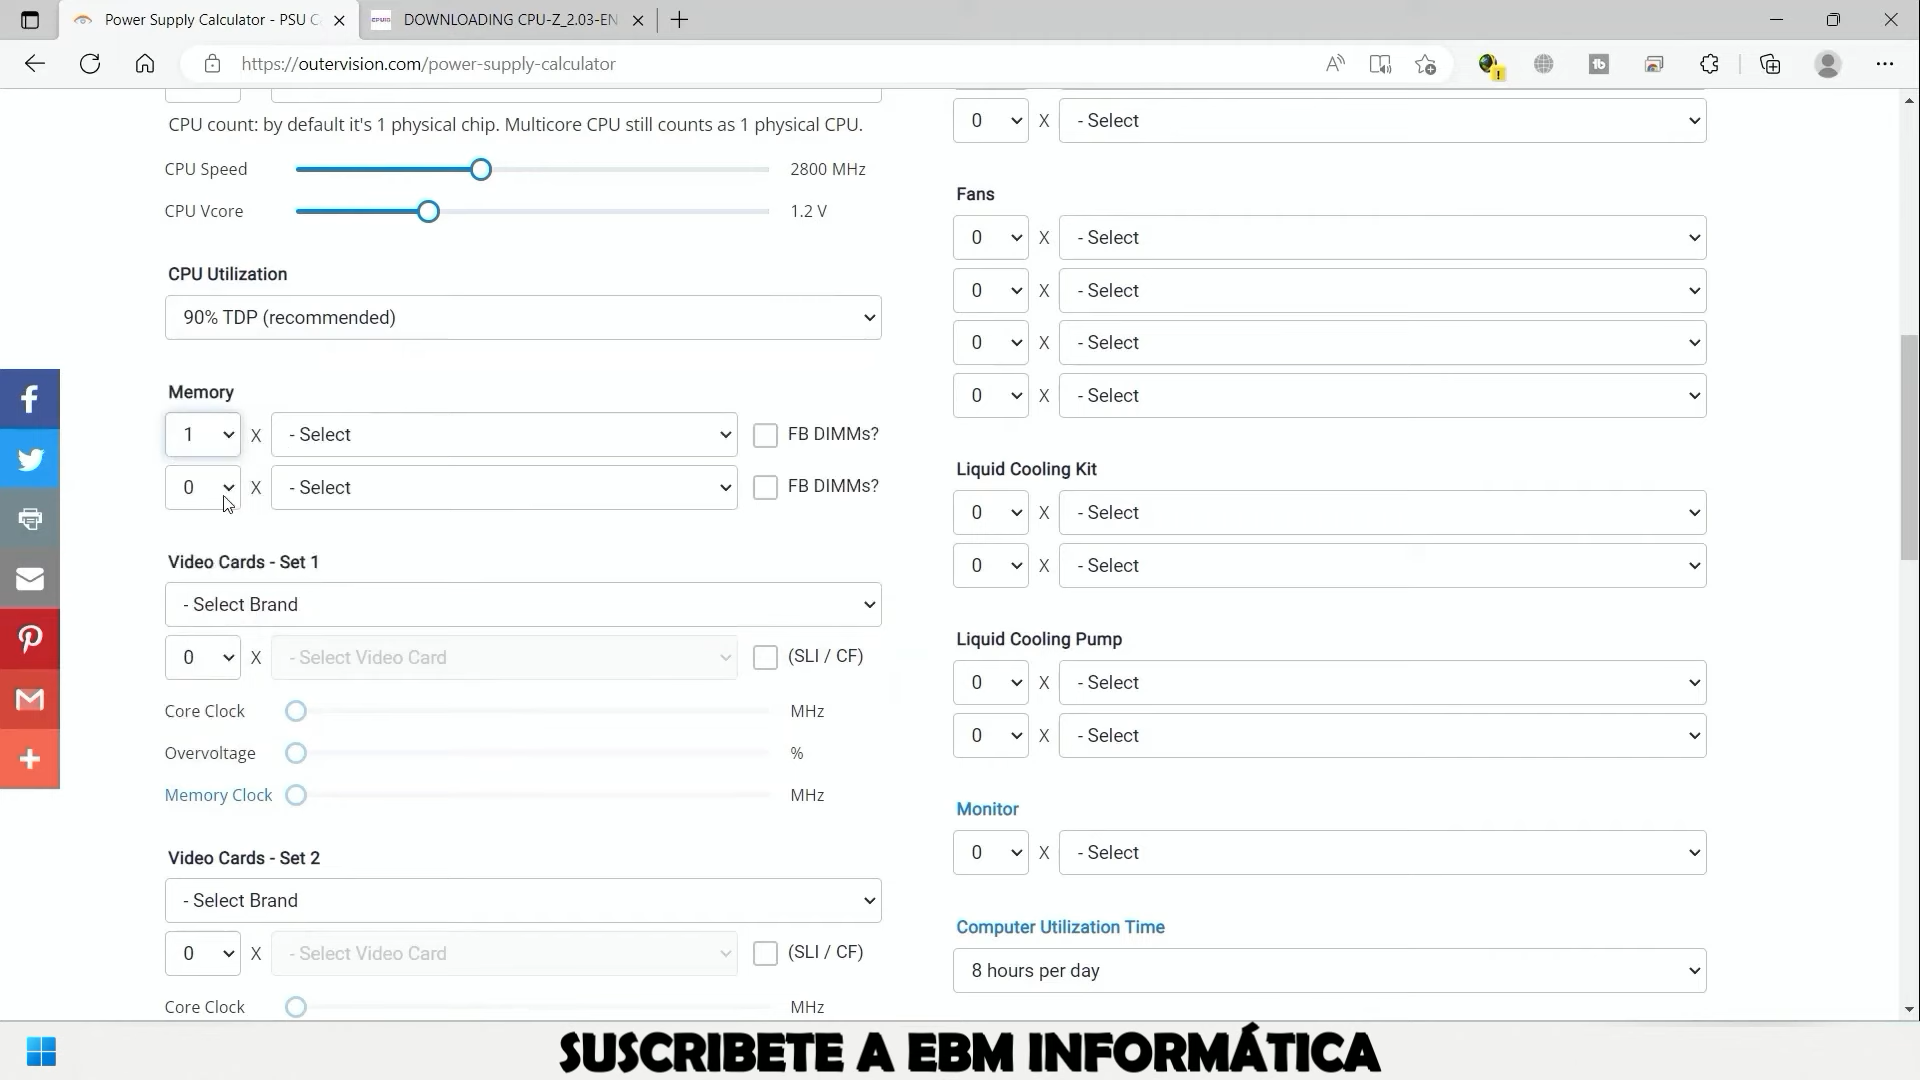 Power Supply Calculator - PSU C
DOWNLOADING CPU-Z_2.03-EN
https://outervision.com/power-supply-calculator
CPU count: by default it's 1 physical chip. Multicore CPU still counts as 1 physical CPU.
CPU Speed 2800 MHz
CPU Vcore 1.2 V
CPU Utilization
90% TDP (recommended)
Memory
1 X - Select FB DIMMs?
0 X - Select FB DIMMs?
Video Cards - Set 1
- Select Brand
0 X - Select Video Card (SLI / CF)
Core Clock MHz
Overvoltage %
Memory Clock MHz
Video Cards - Set 2
- Select Brand
0 X - Select Video Card (SLI / CF)
Core Clock MHz
0 X - Select
Fans
0 X - Select
0 X - Select
0 X - Select
0 X - Select
Liquid Cooling Kit
0 X - Select
0 X - Select
Liquid Cooling Pump
0 X - Select
0 X - Select
Monitor
0 X - Select
Computer Utilization Time
8 hours per day
SUSCRIBETE A EBM INFORMÁTICA